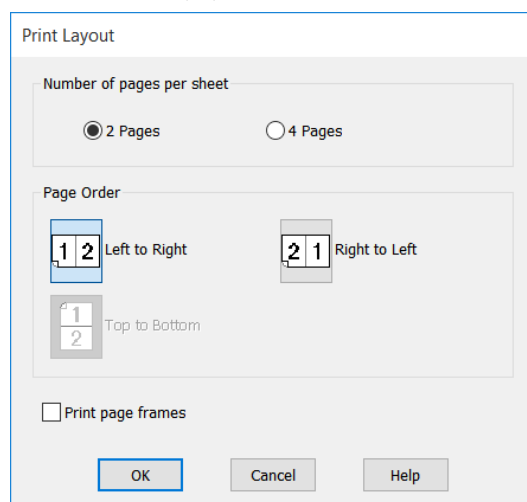 Print Layout
Number of pages per sheet
2 Pages 4 Pages
Page Order
1 2 Left to Right 2 1 Right to Left
1
2 Top to Bottom
Print page frames
OK Cancel Help